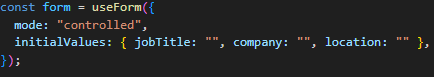 const form = useForm({
mode: "controlled",
initialValues: { jobTitle: "", company: "", location: "" },
});